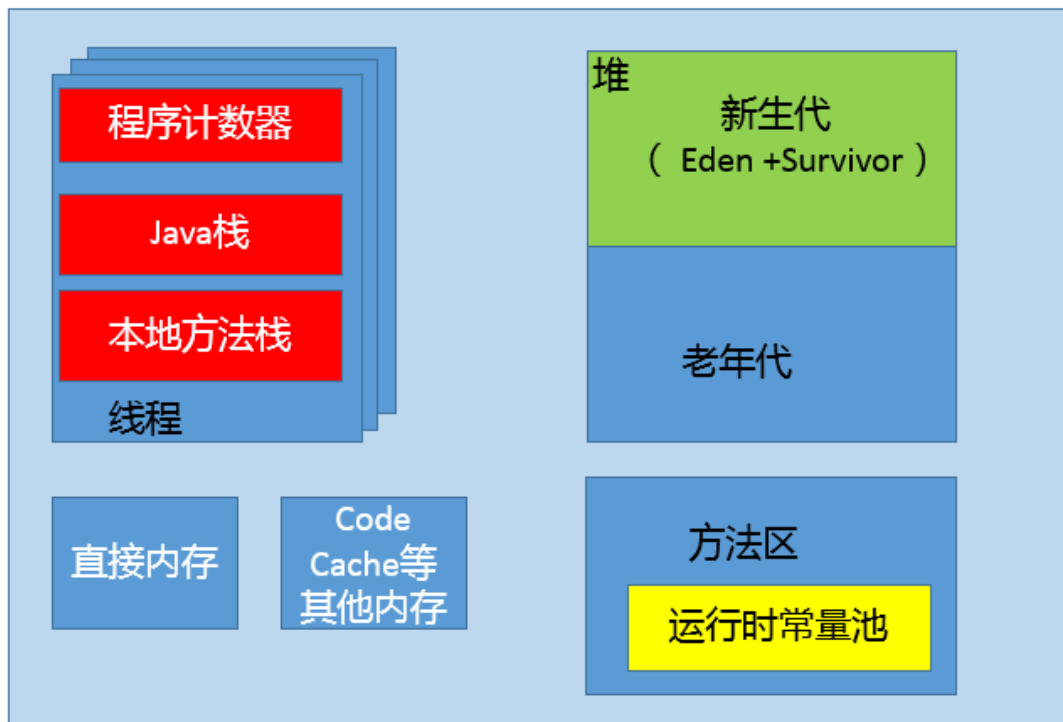 程序计数器
Java栈
本地方法栈
线程
堆
新生代
（ Eden +Survivor ）
老年代
直接内存
Code
Cache等
其他内存
方法区
运行时常量池